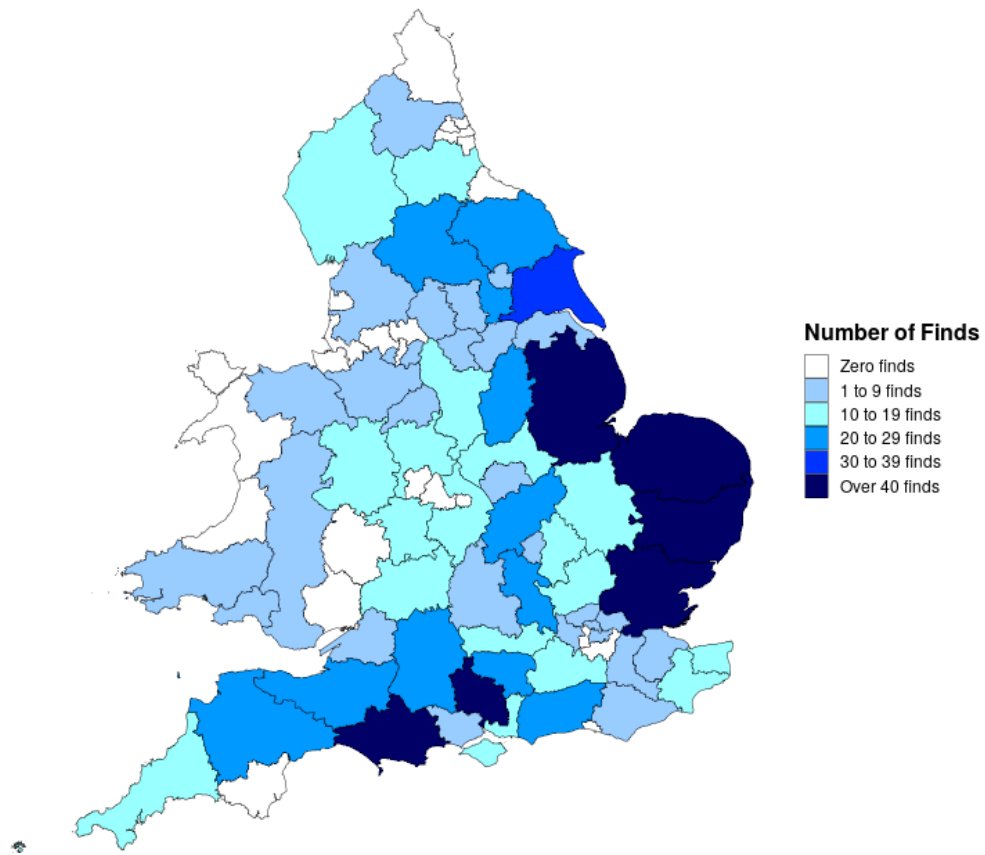 Number of Finds
Zero finds
1 to 9 finds
10 to 19 finds
20 to 29 finds
30 to 39 finds
Over 40 finds